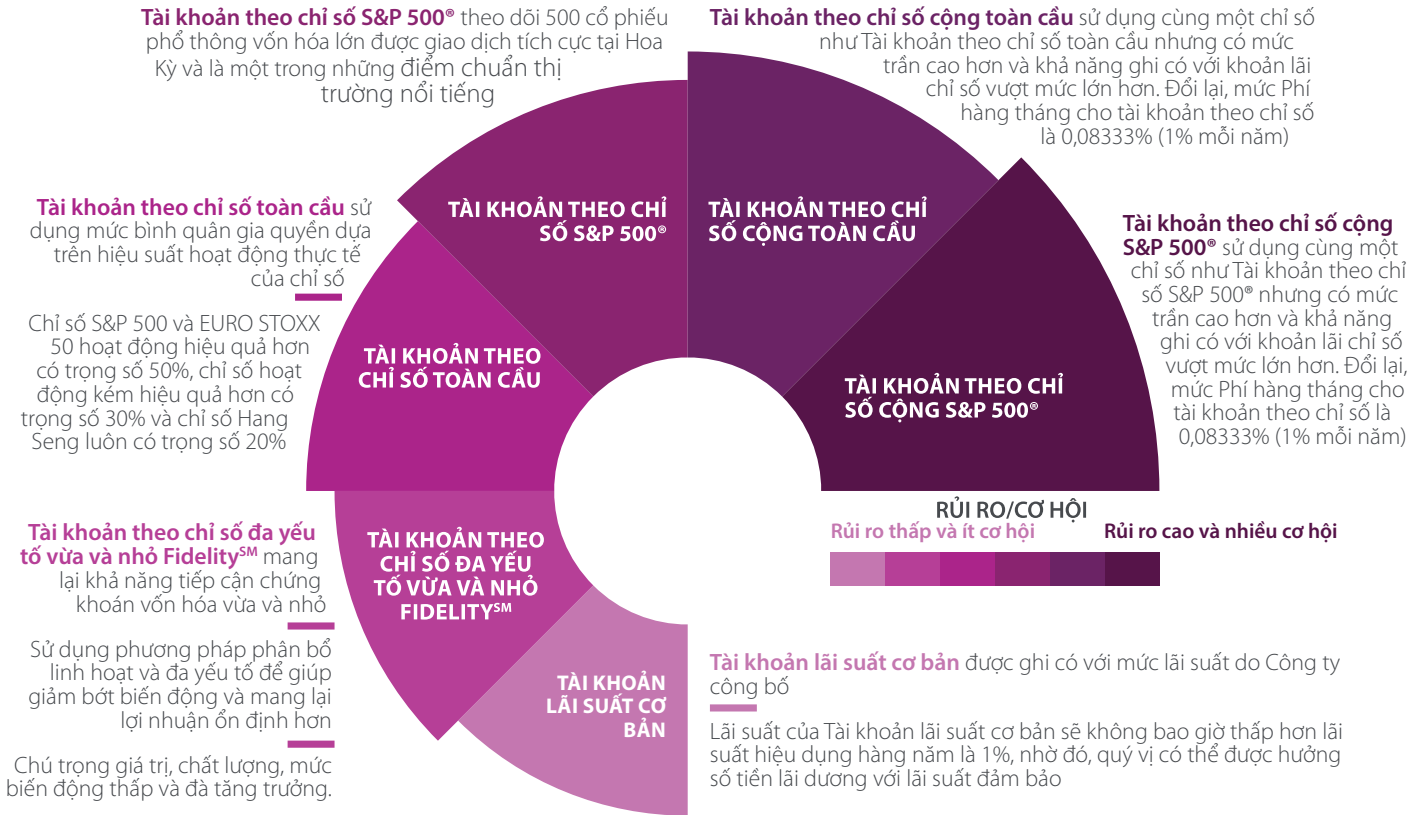 Tài khoản theo chỉ số S&P 500® theo dõi 500 cổ phiếu
phổ thông vốn hóa lớn được giao dịch tích cực tại Hoa
Kỳ và là một trong những điểm chuẩn thị
trường nổi tiếng
Tài khoản theo chỉ số cộng toàn cầu sử dụng cùng một chỉ số
như Tài khoản theo chỉ số toàn cầu nhưng có mức
trần cao hơn và khả năng ghi có với khoản lãi
chỉ số vượt mức lớn hơn. Đổi lại, mức Phí
hàng tháng cho tài khoản theo chỉ số
là 0,08333% (1% mỗi năm)
Tài khoản theo chỉ số toàn cầu sử
dụng mức bình quân gia quyền dựa
trên hiệu suất hoạt động thực tế
của chỉ số
Chỉ số S&P 500 và EURO STOXX
50 hoạt động hiệu quả hơn
có trọng số 50%, chỉ số hoạt
động kém hiệu quả hơn có
trọng số 30% và chỉ số Hang
Seng luôn có trọng số 20%
TÀI KHOẢN THEO CHỈ
SỐ S&P 500®
TÀI KHOẢN THEO CHỈ
SỐ CỘNG TOÀN CẦU
Tài khoản theo chỉ số cộng
S&P 500® sử dụng cùng một
chỉ số như Tài khoản theo chỉ
số S&P 500® nhưng có mức
trần cao hơn và khả năng
ghi có với khoản lãi chỉ số
vượt mức lớn hơn. Đổi lại,
mức Phí hàng tháng cho
tài khoản theo chỉ số là
0,08333% (1% mỗi năm)
TÀI KHOẢN THEO
CHỈ SỐ TOÀN CẦU
TÀI KHOẢN THEO CHỈ
SỐ CỘNG S&P 500®
RỦI RO/CƠ HỘI
Rủi ro thấp và ít cơ hội
Rủi ro cao và nhiều cơ hội
Tài khoản theo chỉ số đa yếu
tố vừa và nhỏ Fidelity℠ mang
lại khả năng tiếp cận chứng
khoán vốn hóa vừa và nhỏ
Sử dụng phương pháp phân bổ
linh hoạt và đa yếu tố để giúp
giảm bớt biến động và mang lại
lợi nhuận ổn định hơn
Chú trọng giá trị, chất lượng, mức
biến động thấp và đà tăng trưởng.
TÀI KHOẢN THEO
CHỈ SỐ ĐA YẾU
TỐ VỪA VÀ NHỎ
FIDELITY℠
TÀI KHOẢN
LÃI SUẤT CƠ
BẢN
Tài khoản lãi suất cơ bản được ghi có với mức lãi suất do Công ty
công bố
Lãi suất của Tài khoản lãi suất cơ bản sẽ không bao giờ thấp hơn lãi
suất hiệu dụng hàng năm là 1%, nhờ đó, quý vị có thể được hưởng
số tiền lãi dương với lãi suất đảm bảo